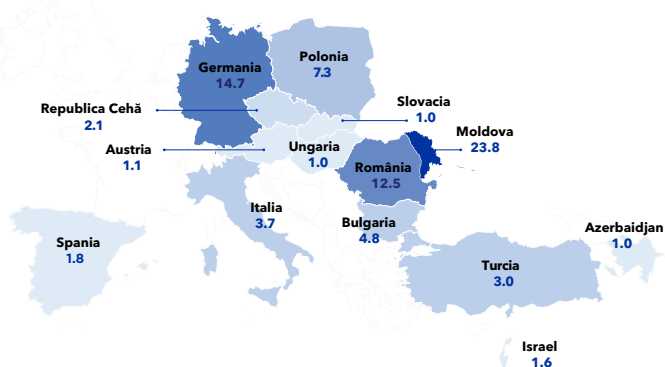 Germania
14.7
Polonia
7.3
Republica Cehă
2.1
Slovacia
1.0
Austria
1.1
Ungaria
1.0
Moldova
23.8
România
12.5
Italia
3.7
Bulgaria
4.8
Spania
1.8
Turcia
3.0
Azerbaidjan
1.0
Israel
1.6